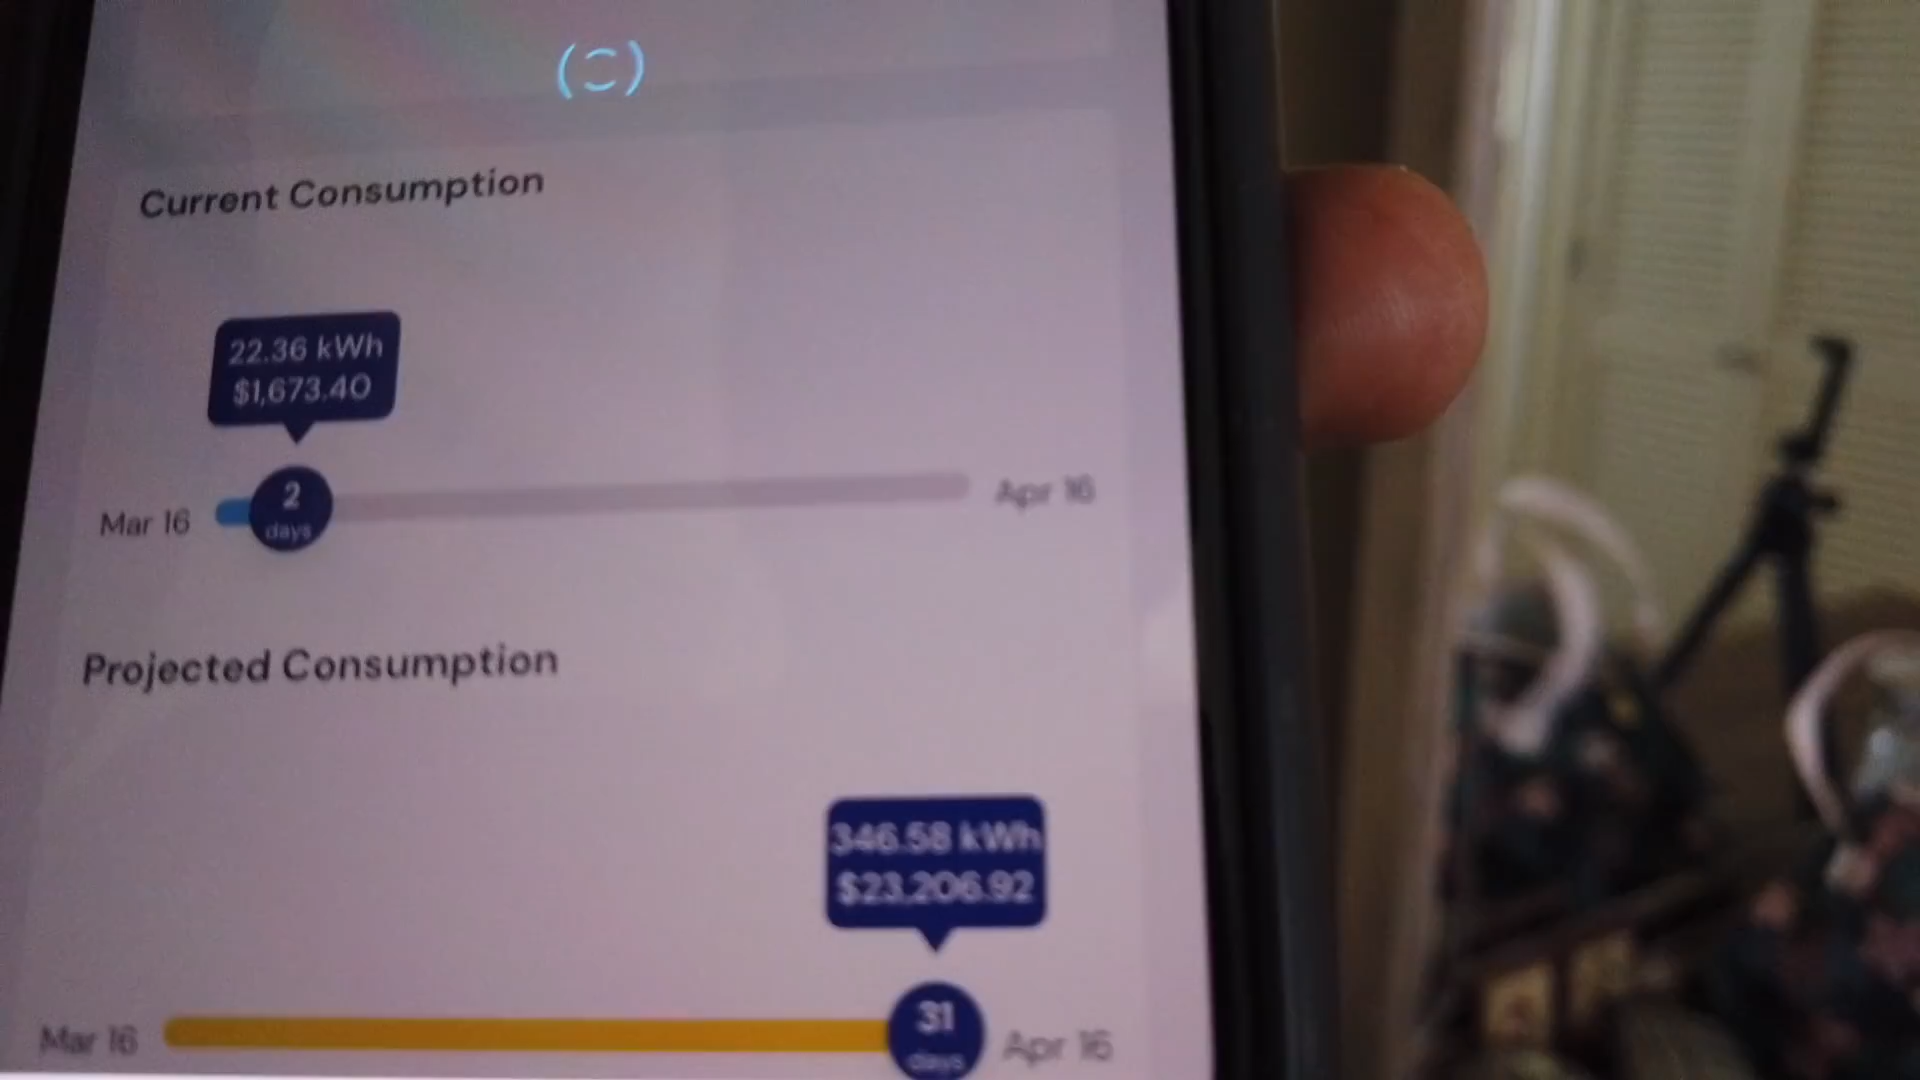 Current Consumption
22.36 kWh
$1,673.40
2
days
Mar 16
Apr 16
Projected Consumption
346.58 kWh
$23,206.92
31
days
Mar 16
Apr 16